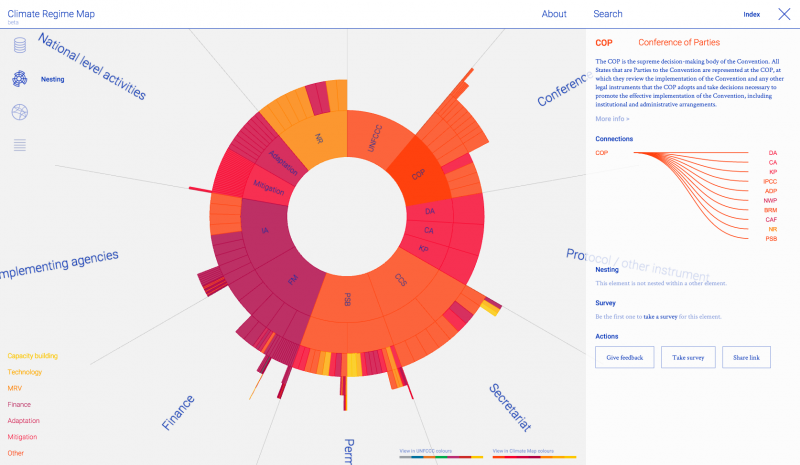 Climate Regime Map
beta
About
Search
Index
Nesting
National level activities
Conference
Protocol / other instrument
Secretariat
Perm
Finance
mplementing agencies
UNFCCC
COP
DA
CA
KP
CCS
PSB
FM
IA
Mitigation
Adaptation
NR
Capacity building
Technology
MRV
Finance
Adaptation
Mitigation
Other
View in UNFCCC colours
View in Climate Map colours
COP Conference of Parties
The COP is the supreme decision-making body of the Convention. All
States that are Parties to the Convention are represented at the COP, at
which they review the implementation of the Convention and any other
legal instruments that the COP adopts and take decisions necessary to
promote the effective implementation of the Convention, including
institutional and administrative arrangements.
More info »
Connections
COP
DA
CA
KP
IPCC
ADP
NWP
BRM
CAF
NR
PSB
Nesting
This element is not nested within a other element.
Survey
Be the first one to take a survey for this element.
Actions
Give feedback
Take survey
Share link